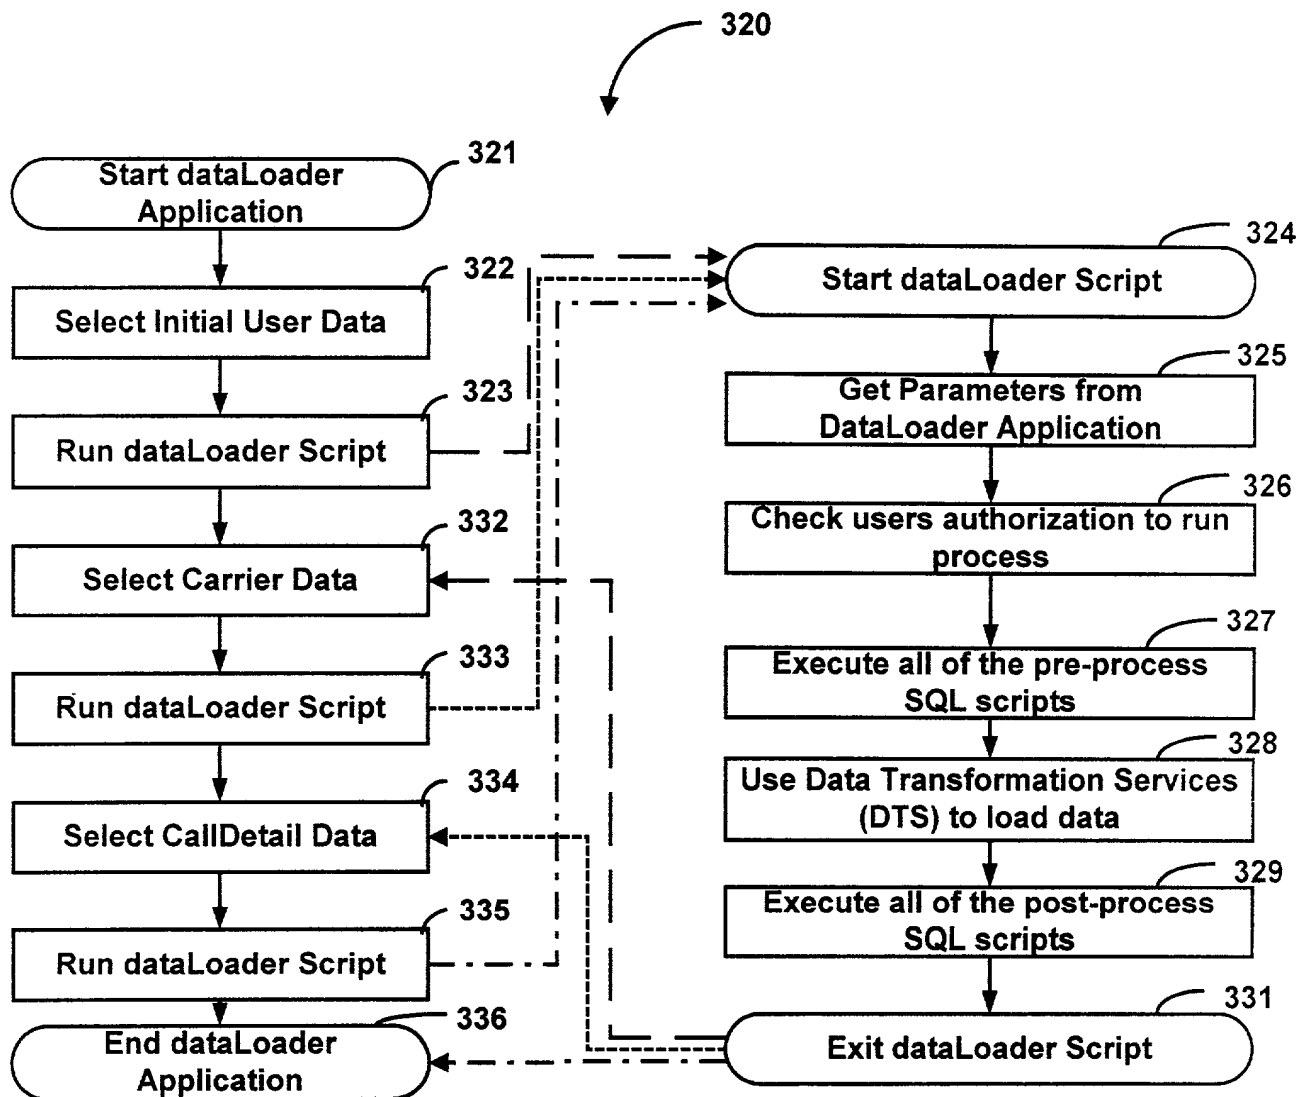 320
321
Start dataLoader
Application
322
Select Initial User Data
323
Run dataLoader Script
332
Select Carrier Data
333
Run dataLoader Script
334
Select CallDetail Data
335
Run dataLoader Script
336
End dataLoader
Application
324
Start dataLoader Script
325
Get Parameters from
DataLoader Application
326
Check users authorization to run
process
327
Execute all of the pre-process
SQL scripts
328
Use Data Transformation Services
(DTS) to load data
329
Execute all of the post-process
SQL scripts
331
Exit dataLoader Script